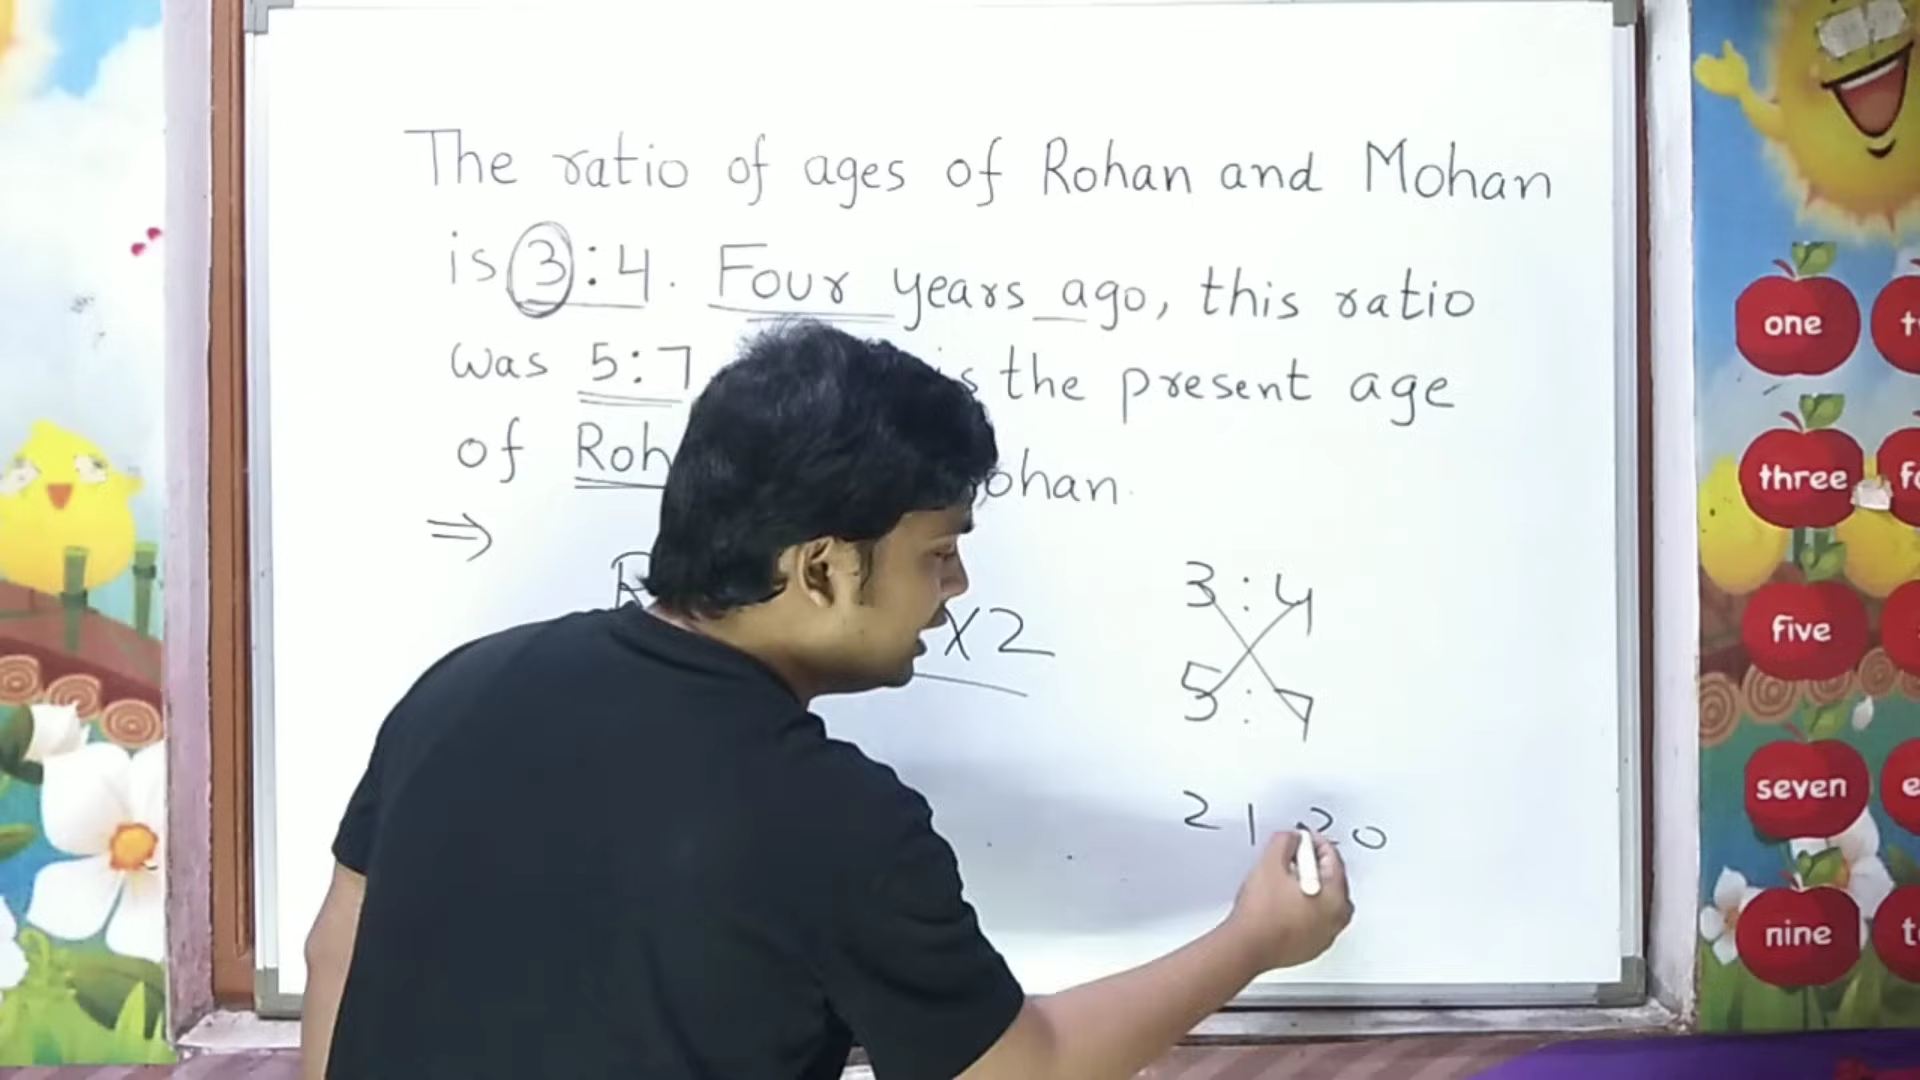 The ratio of ages of Rohan and Mohan
is 3:4. Four years ago, this ratio
was 5:7 the present age
of Roh ohan.
⇒
x2
3:4
5:7
21 20
one
three
five
seven
nine